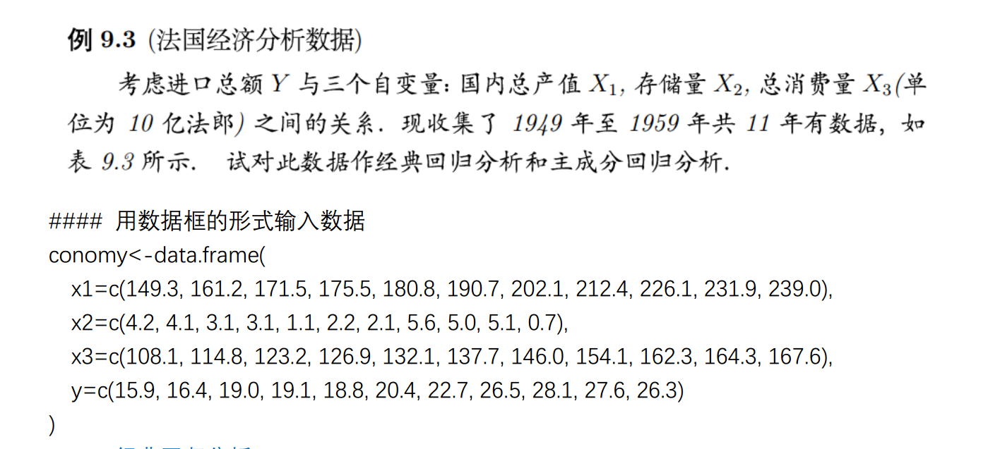 例 9.3 (法国经济分析数据)
考虑进口总额 Y 与三个自变量: 国内总产值 X₁, 存储量 X₂, 总消费量 X₃(单
位为 10 亿法郎) 之间的关系. 现收集了 1949 年至 1959 年共 11 年有数据, 如
表 9.3 所示. 试对此数据作经典回归分析和主成分回归分析.
#### 用数据框的形式输入数据
conomy<-data.frame(
x1=c(149.3, 161.2, 171.5, 175.5, 180.8, 190.7, 202.1, 212.4, 226.1, 231.9, 239.0),
x2=c(4.2, 4.1, 3.1, 3.1, 1.1, 2.2, 2.1, 5.6, 5.0, 5.1, 0.7),
x3=c(108.1, 114.8, 123.2, 126.9, 132.1, 137.7, 146.0, 154.1, 162.3, 164.3, 167.6),
y=c(15.9, 16.4, 19.0, 19.1, 18.8, 20.4, 22.7, 26.5, 28.1, 27.6, 26.3)
)